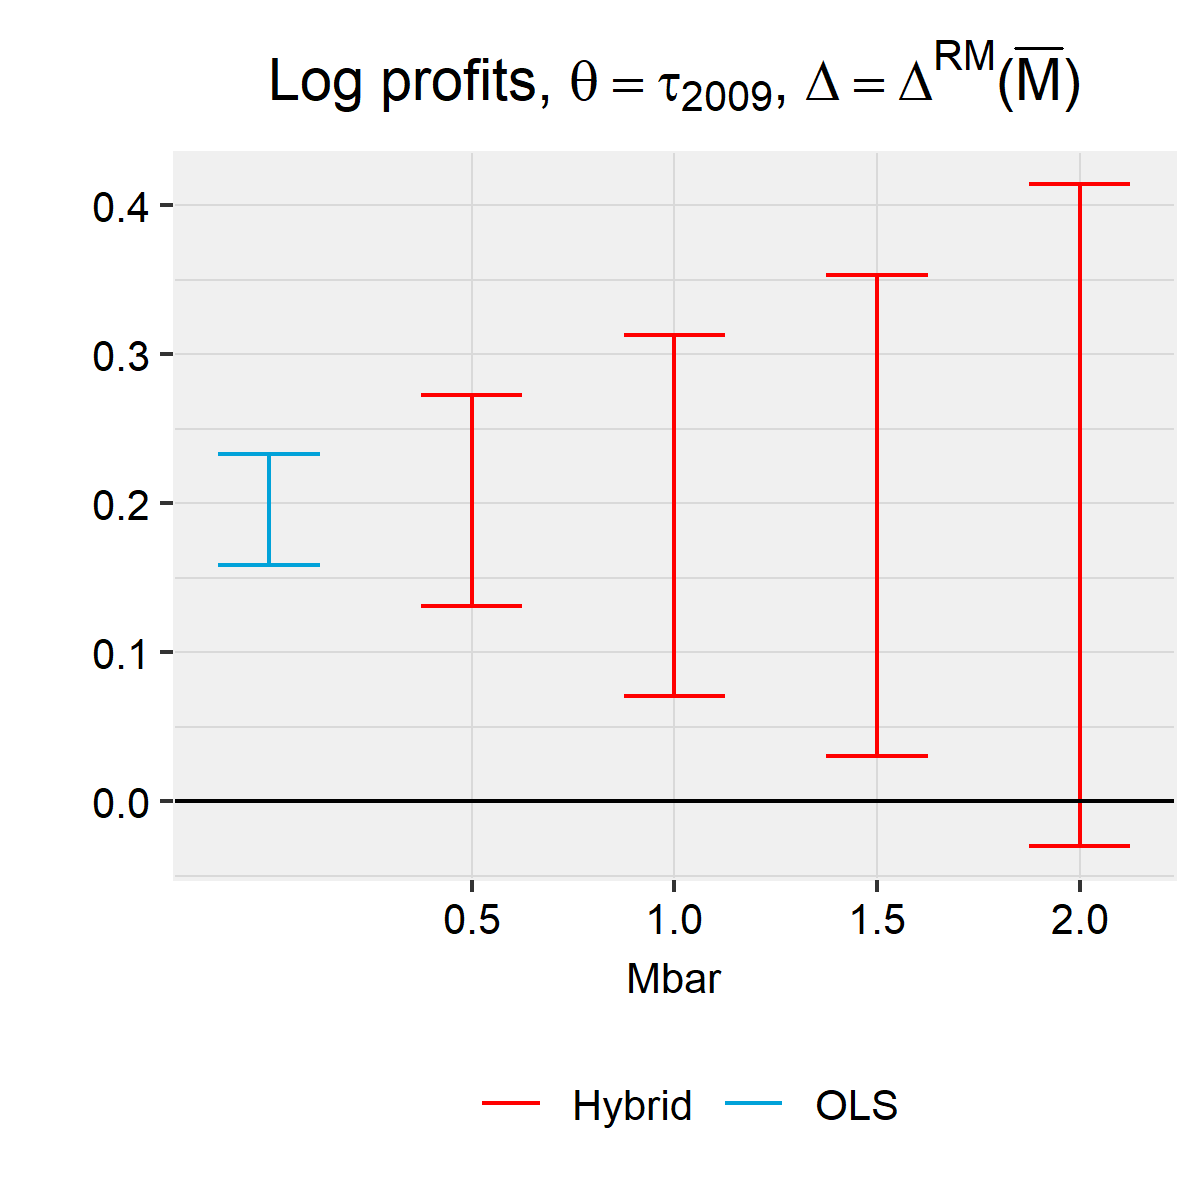 Log profits, θ = τ₂₀₀₉, Δ = Δᴿᴹ(M̅)
0.4
0.3
0.2
0.1
0.0
0.5 1.0 1.5 2.0
Mbar
Hybrid OLS